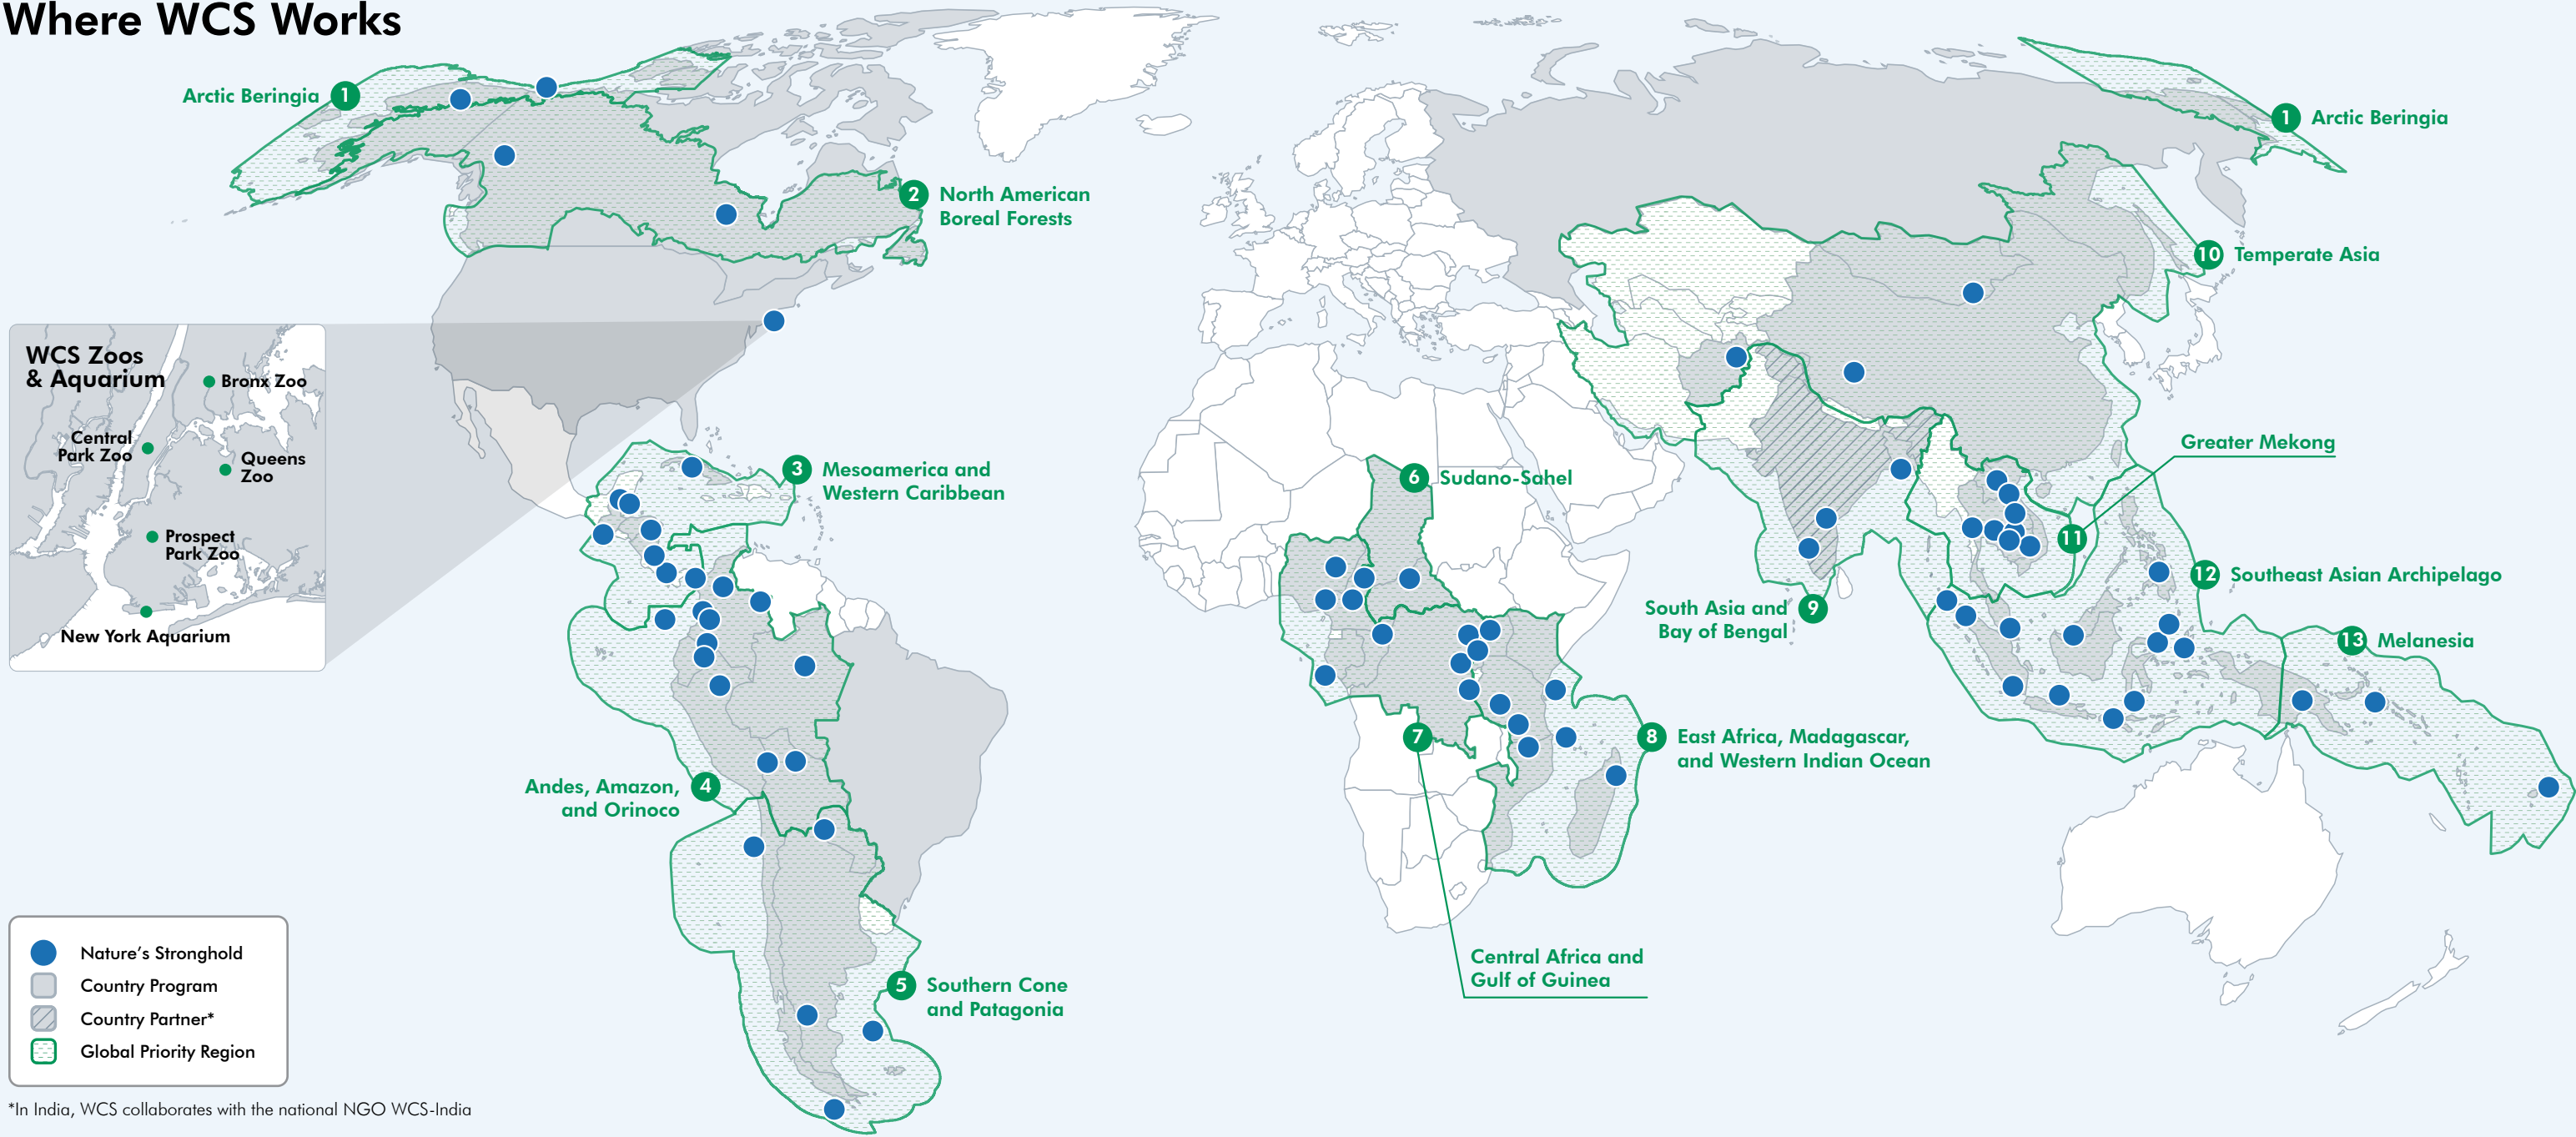 Where WCS Works
Arctic Beringia 1
2 North American
Boreal Forests
1 Arctic Beringia
10 Temperate Asia
WCS Zoos
& Aquarium
Bronx Zoo
Central
Park Zoo
Queens
Zoo
Prospect
Park Zoo
New York Aquarium
3 Mesoamerica and
Western Caribbean
6 Sudano-Sahel
Greater Mekong
11
12 Southeast Asian Archipelago
South Asia and
Bay of Bengal
9
13 Melanesia
7
8 East Africa, Madagascar,
and Western Indian Ocean
Andes, Amazon,
and Orinoco
4
Central Africa and
Gulf of Guinea
5 Southern Cone
and Patagonia
Nature's Stronghold
Country Program
Country Partner*
Global Priority Region
*In India, WCS collaborates with the national NGO WCS-India